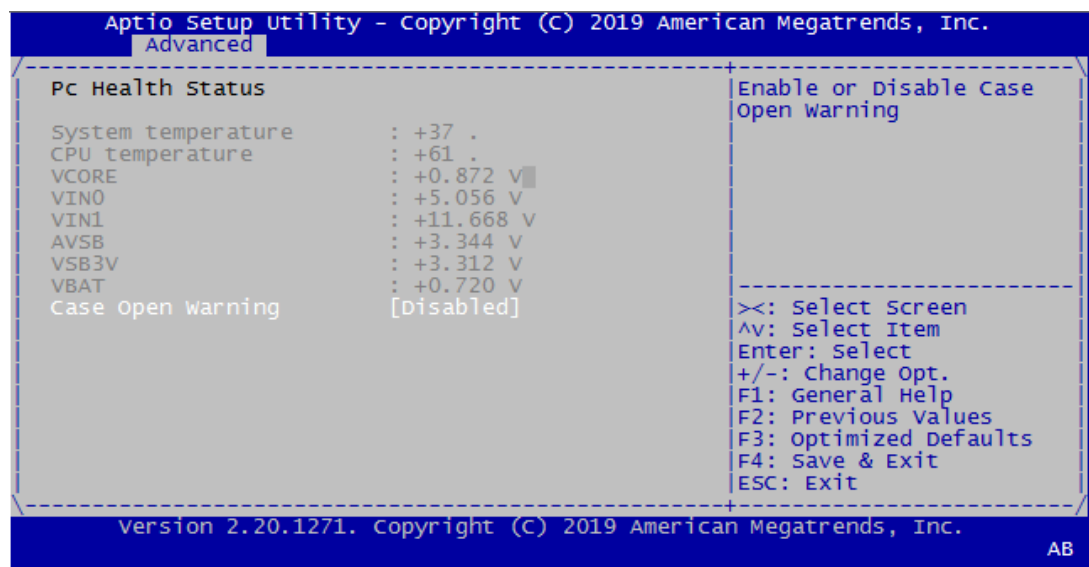 Aptio Setup Utility - Copyright (C) 2019 American Megatrends, Inc.
Advanced
Pc Health Status
Enable or Disable Case
Open Warning
System temperature : +37 .
CPU temperature : +61 .
VCORE : +0.872 V
VIN0 : +5.056 V
VIN1 : +11.668 V
AVSB : +3.344 V
VSB3V : +3.312 V
VBAT : +0.720 V
Case Open Warning [Disabled]
><: Select Screen
^v: Select Item
Enter: Select
+/-: Change Opt.
F1: General Help
F2: Previous Values
F3: Optimized Defaults
F4: Save & Exit
ESC: Exit
Version 2.20.1271. Copyright (C) 2019 American Megatrends, Inc.
AB